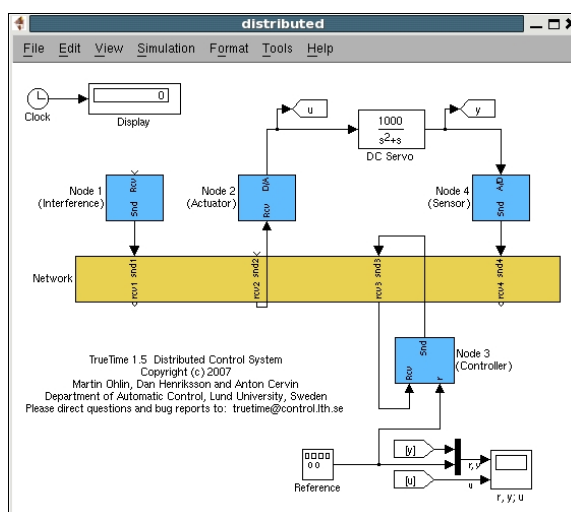 distributed
File Edit View Simulation Format Tools Help
Clock
0
Display
u
1000
s²+s
DC Servo
y
Node 1
(Interference)
Rcv
Snd
Node 2
(Actuator)
D/A
Rcv
Node 4
(Sensor)
A/D
Snd
Network
snd1
rcv1
snd2
rcv2
snd3
rcv3
snd4
rcv4
Snd
Rcv
r
Node 3
(Controller)
TrueTime 1.5 Distributed Control System
Copyright (c) 2007
Martin Ohlin, Dan Henriksson and Anton Cervin
Department of Automatic Control, Lund University, Sweden
Please direct questions and bug reports to: truetime@control.lth.se
Reference
[y]
[u]
r, y
u
r, y; u